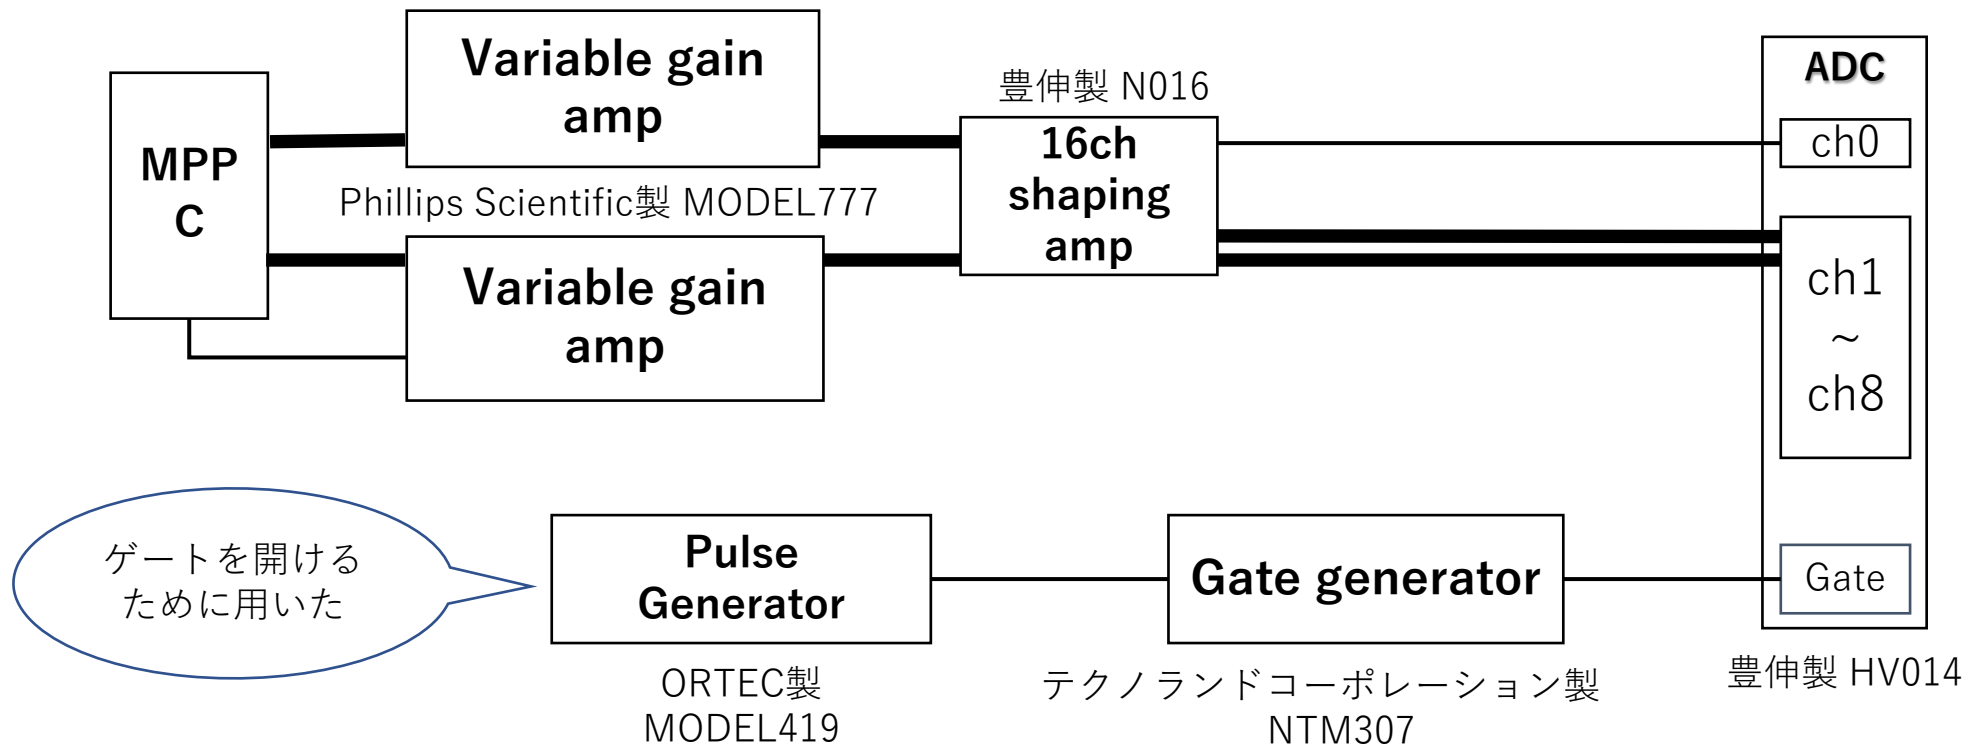 Variable gain
amp
MPP
C
Phillips Scientific製 MODEL777
Variable gain
amp
豊伸製 N016
16ch
shaping
amp
ADC
ch0
ch1
～
ch8
Gate
豊伸製 HV014
ゲートを開ける
ために用いた
Pulse
Generator
ORTEC製
MODEL419
Gate generator
テクノランドコーポレーション製
NTM307